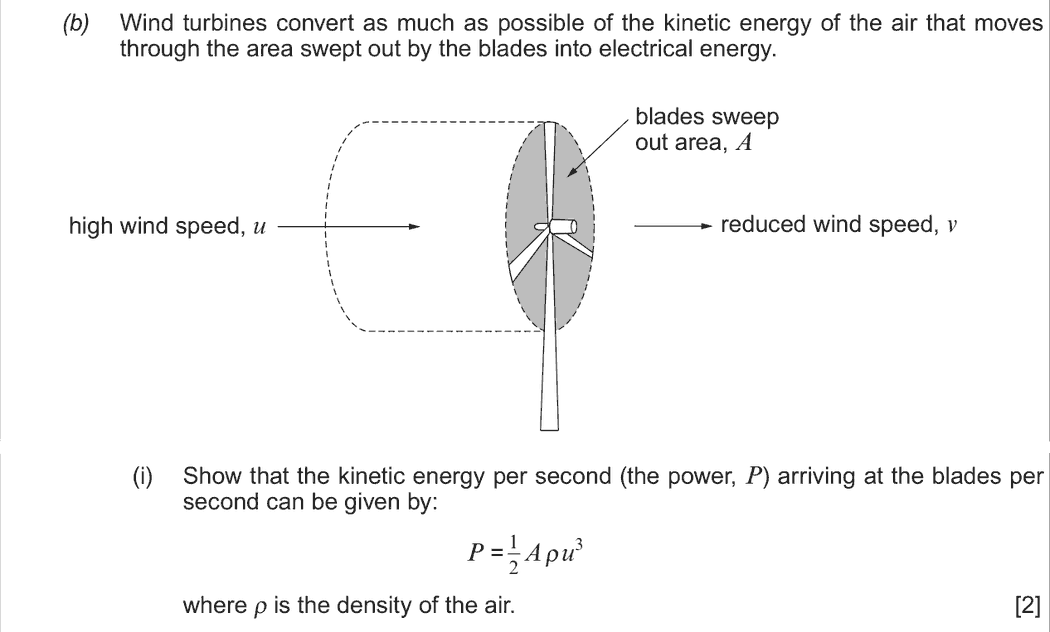 (b) Wind turbines convert as much as possible of the kinetic energy of the air that moves
through the area swept out by the blades into electrical energy.
blades sweep
out area, A
high wind speed, u
reduced wind speed, v
(i) Show that the kinetic energy per second (the power, P) arriving at the blades per
second can be given by:
P = 1/2 Aρu³
where ρ is the density of the air. [2]